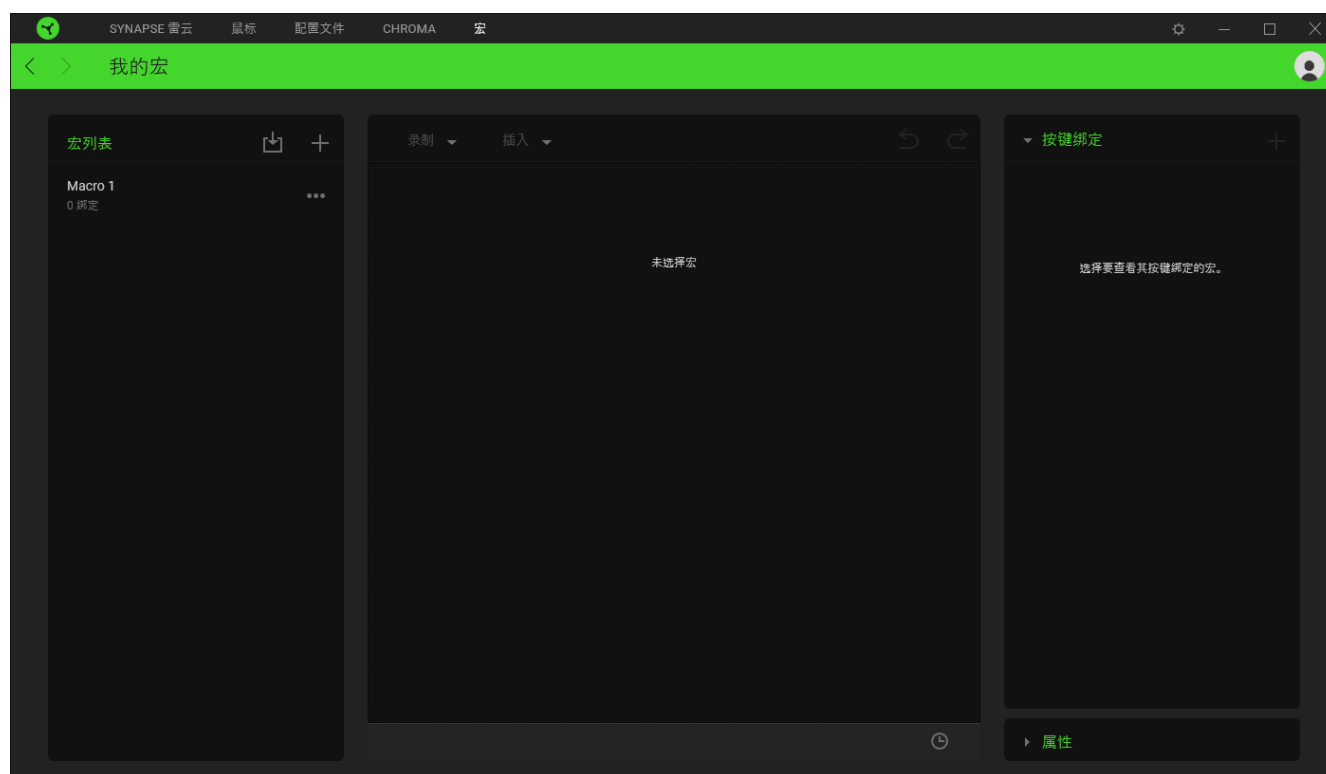 SYNAPSE 雷云 鼠标 配置文件 CHROMA 宏
我的宏
宏列表
Macro 1
0 绑定
录制 插入
未选择宏
按键绑定
选择要查看其按键绑定的宏。
属性